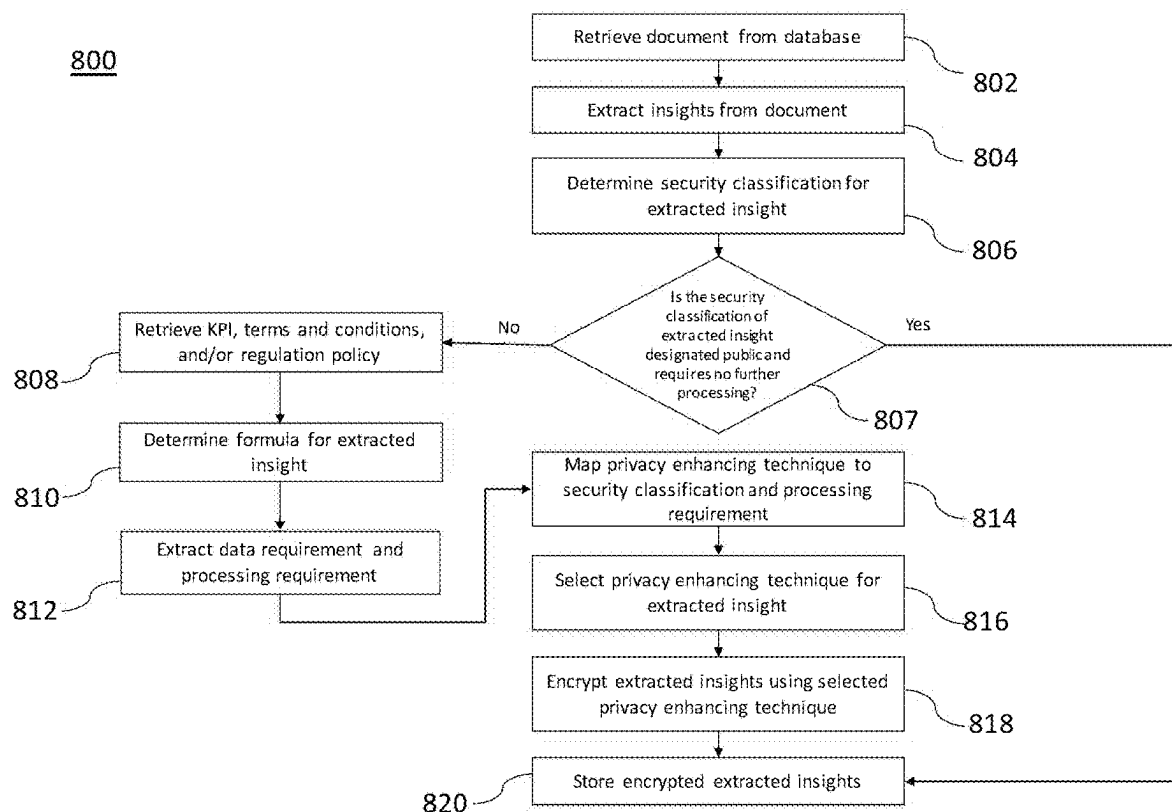 800
Retrieve document from database
802
Extract insights from document
804
Determine security classification for
extracted insight
806
Is the security
classification of
extracted insight
designated public and
requires no further
processing?
807
No
Yes
Retrieve KPI, terms and conditions,
and/or regulation policy
808
Determine formula for extracted
insight
810
Extract data requirement and
processing requirement
812
Map privacy enhancing technique to
security classification and processing
requirement
814
Select privacy enhancing technique for
extracted insight
816
Encrypt extracted insights using selected
privacy enhancing technique
818
Store encrypted extracted insights
820